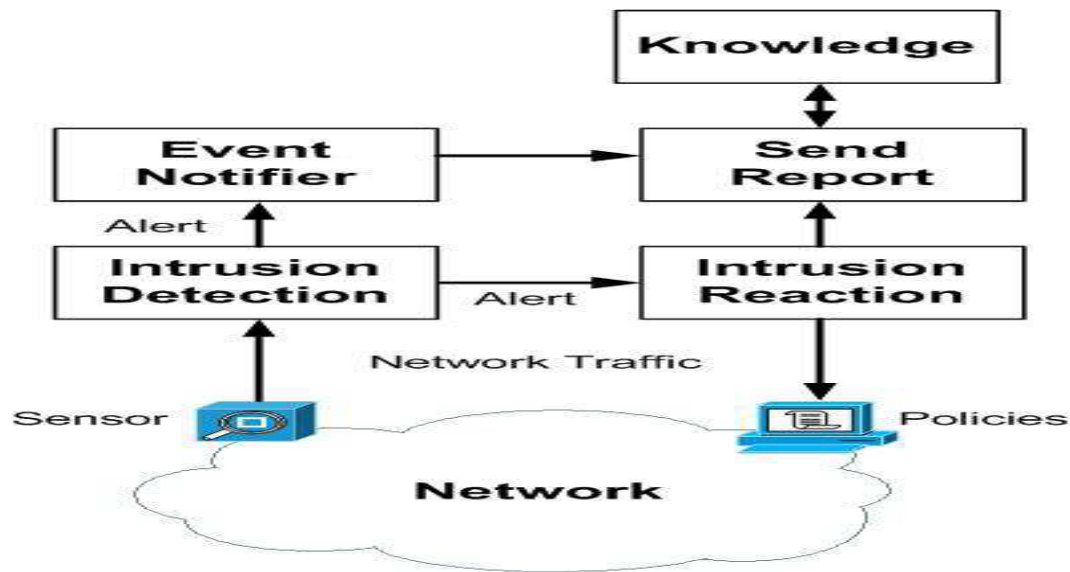 Knowledge
Event
Notifier
Send
Report
Alert
Intrusion
Detection
Alert
Intrusion
Reaction
Network Traffic
Sensor
Policies
Network